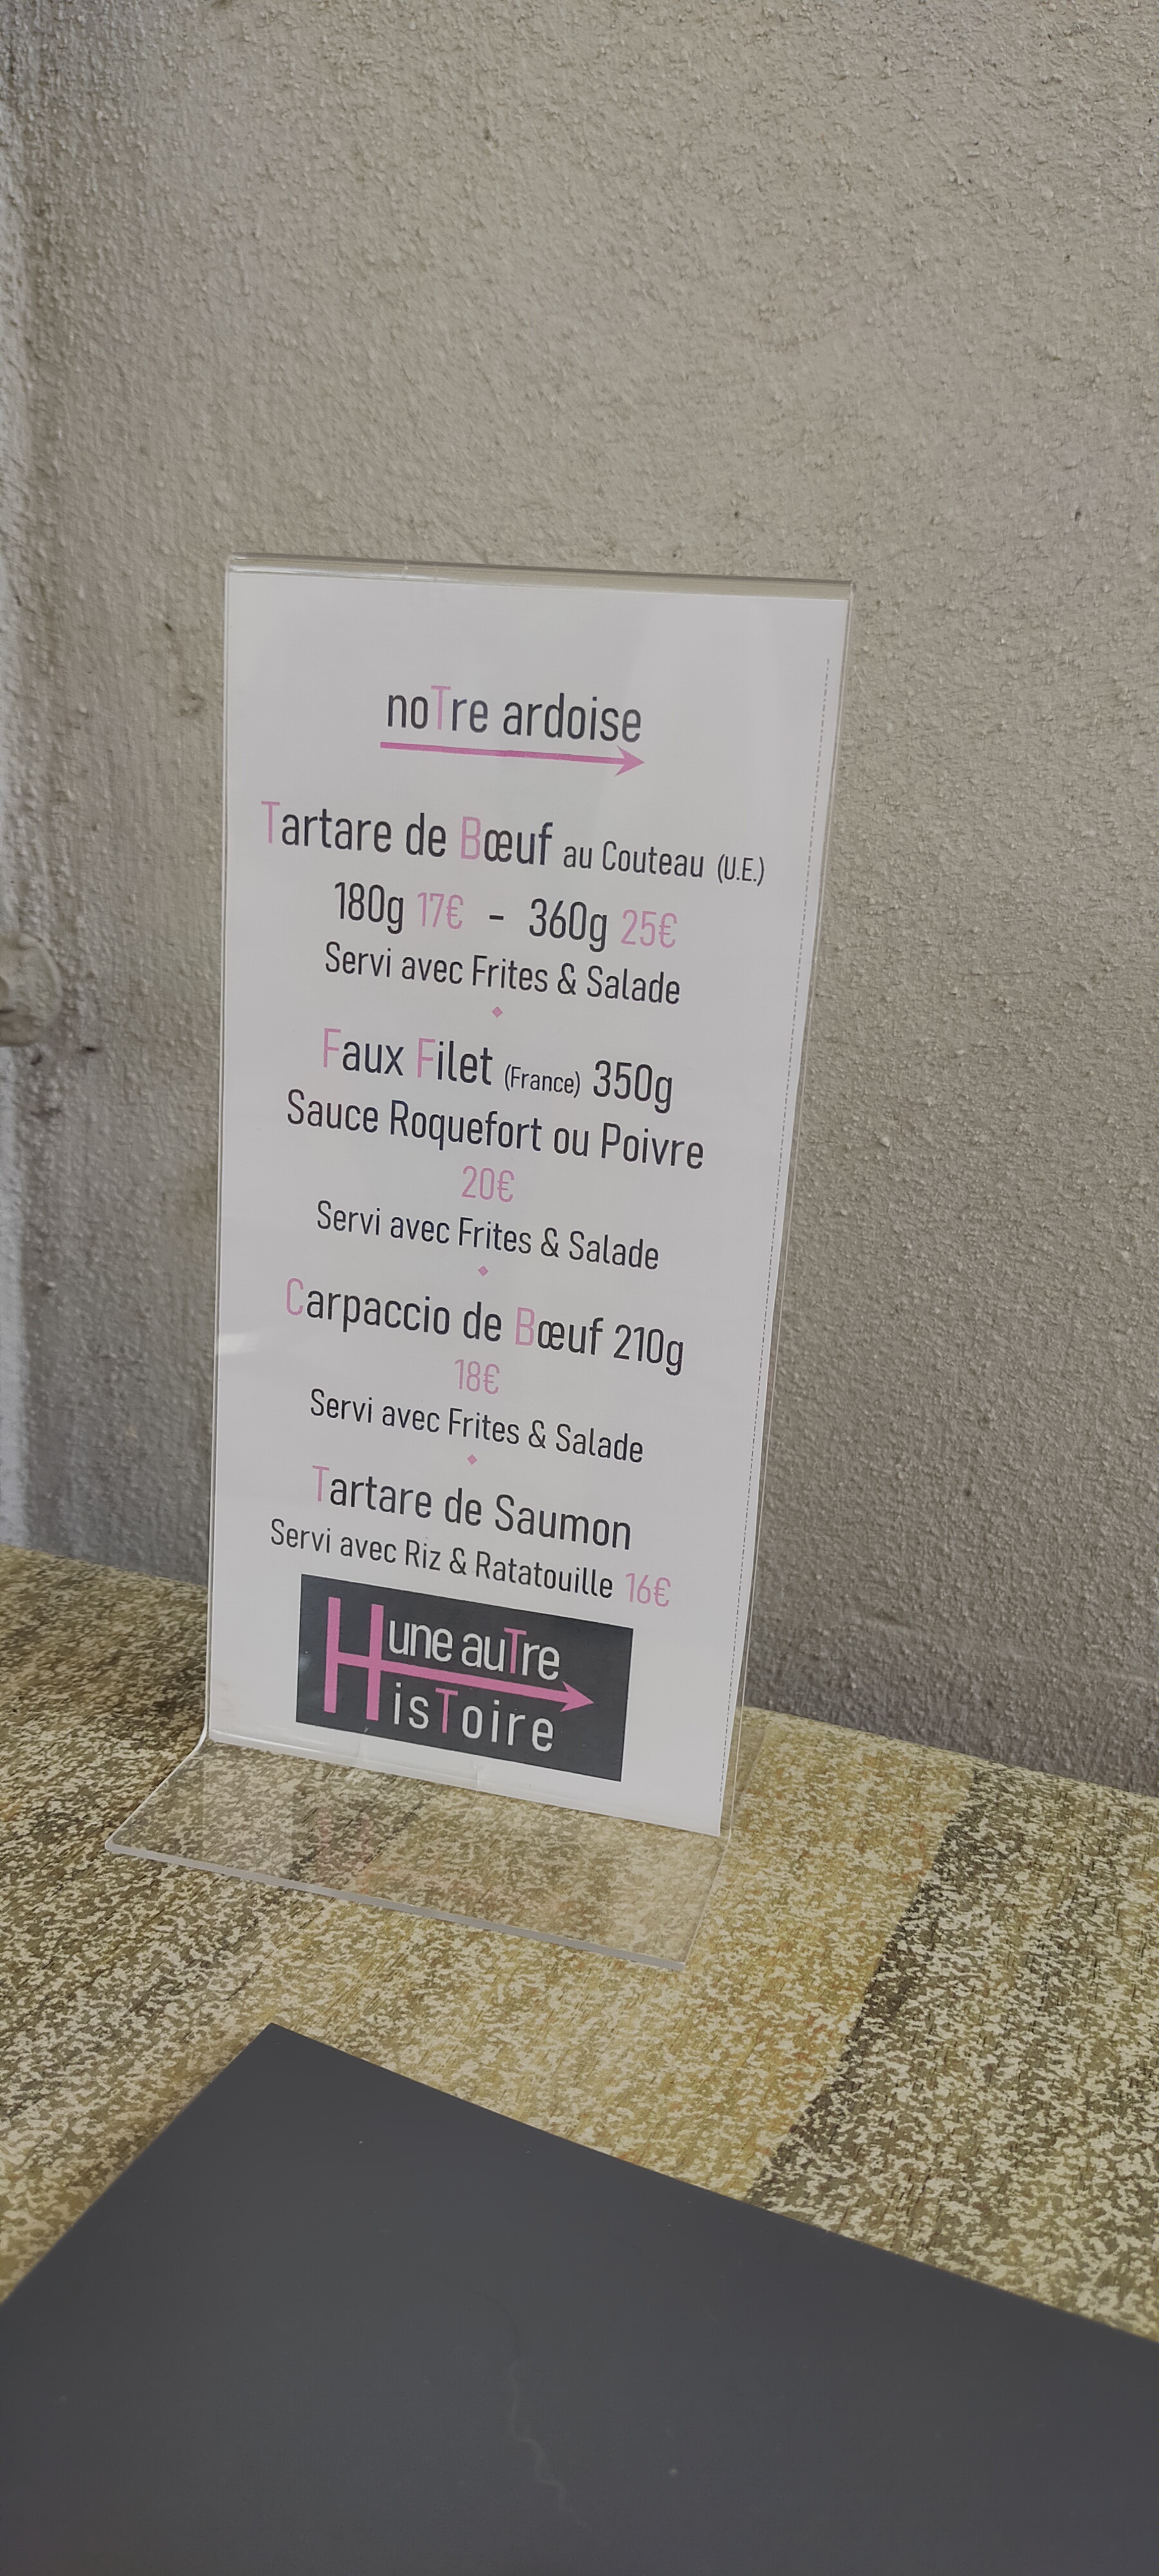 noTre ardoise
Tartare de Bœuf au Couteau (U.E.)
180g 17€ - 360g 25€
Servi avec Frites & Salade
Faux Filet (France) 350g
Sauce Roquefort ou Poivre
20€
Servi avec Frites & Salade
Carpaccio de Bœuf 210g
18€
Servi avec Frites & Salade
Tartare de Saumon
Servi avec Riz & Ratatouille 16€
une auTre
HisToire